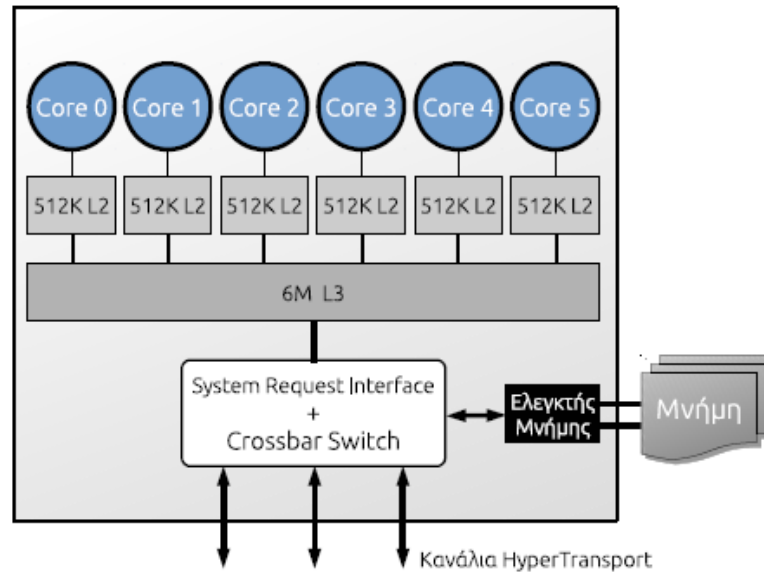 Core 0 Core 1 Core 2 Core 3 Core 4 Core 5
512K L2 512K L2 512K L2 512K L2 512K L2 512K L2
6M L3
System Request Interface
+
Crossbar Switch
Ελεγκτής
Μνήμης
Μνήμη
Κανάλια HyperTransport